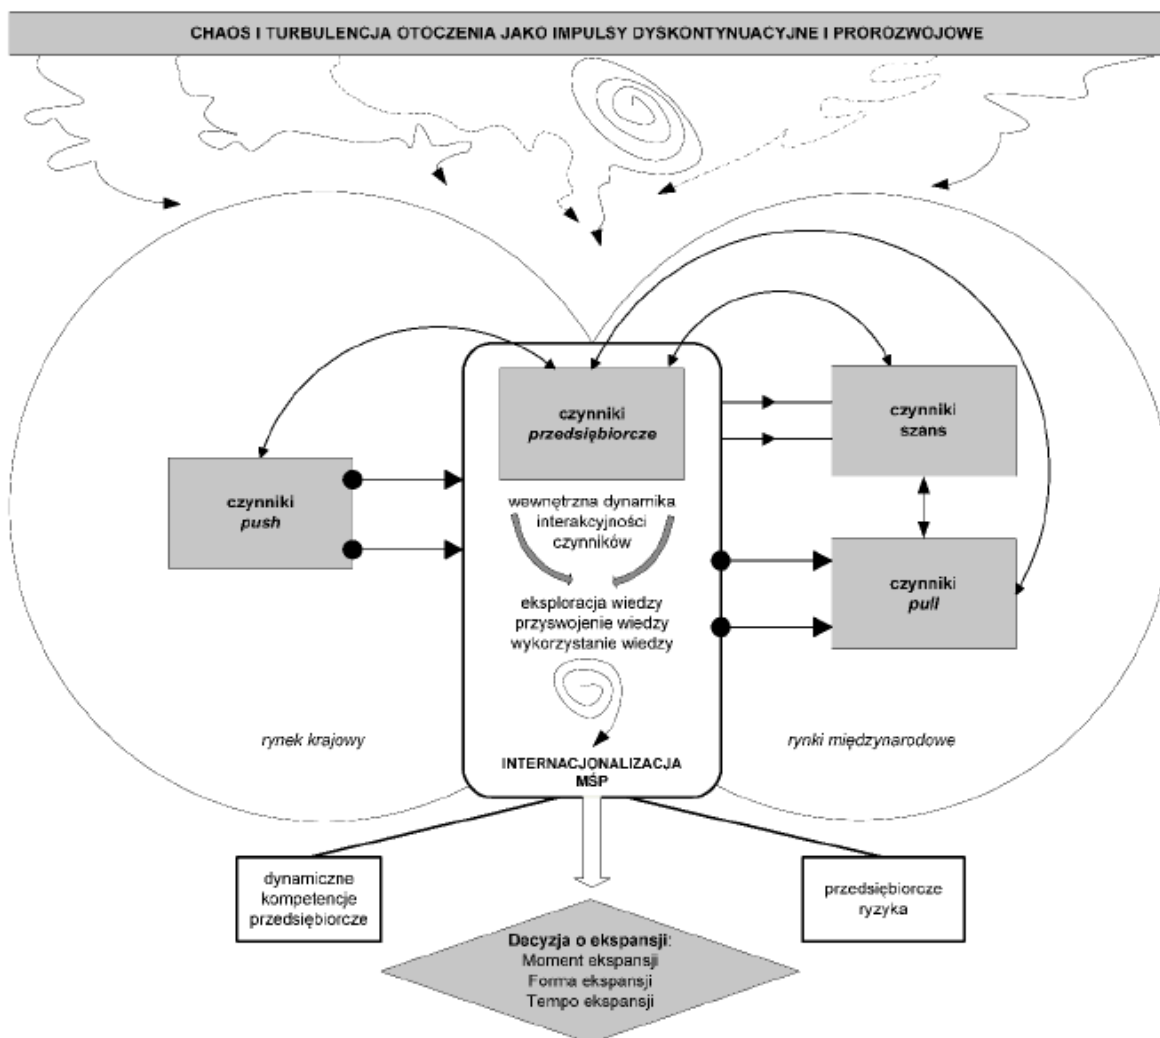 CHAOS I TURBULENCJA OTOCZENIA JAKO IMPULSY DYSKONTYNUACYJNE I PROROZWOJOWE
czynniki
przedsiębiorcze
czynniki
szans
czynniki
push
wewnętrzna dynamika
interakcyjności
czynników
czynniki
pull
eksploracja wiedzy
przyswojenie wiedzy
wykorzystanie wiedzy
rynek krajowy
rynki międzynarodowe
INTERNACJONALIZACJA
MŚP
dynamiczne
kompetencje
przedsiębiorcze
przedsiębiorcze
ryzyka
Decyzja o ekspansji:
Moment ekspansji
Forma ekspansji
Tempo ekspansji